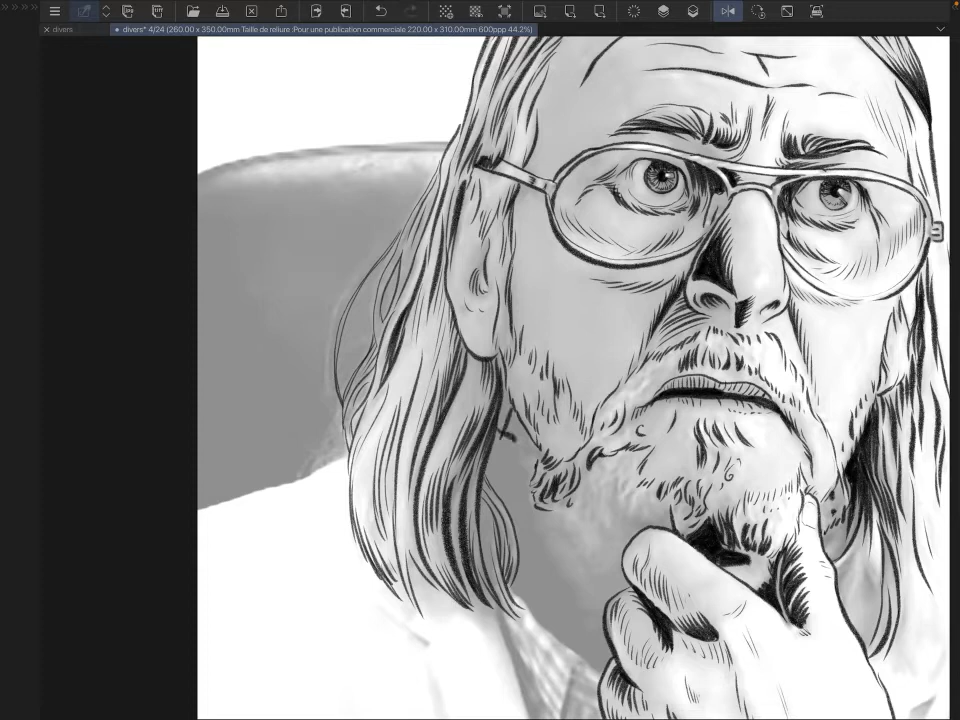 divers
divers* 4/24 (260.00 x 350.00mm Taille de reliure :Pour une publication commerciale 220.00 x 310.00mm 600ppp 44.2%)